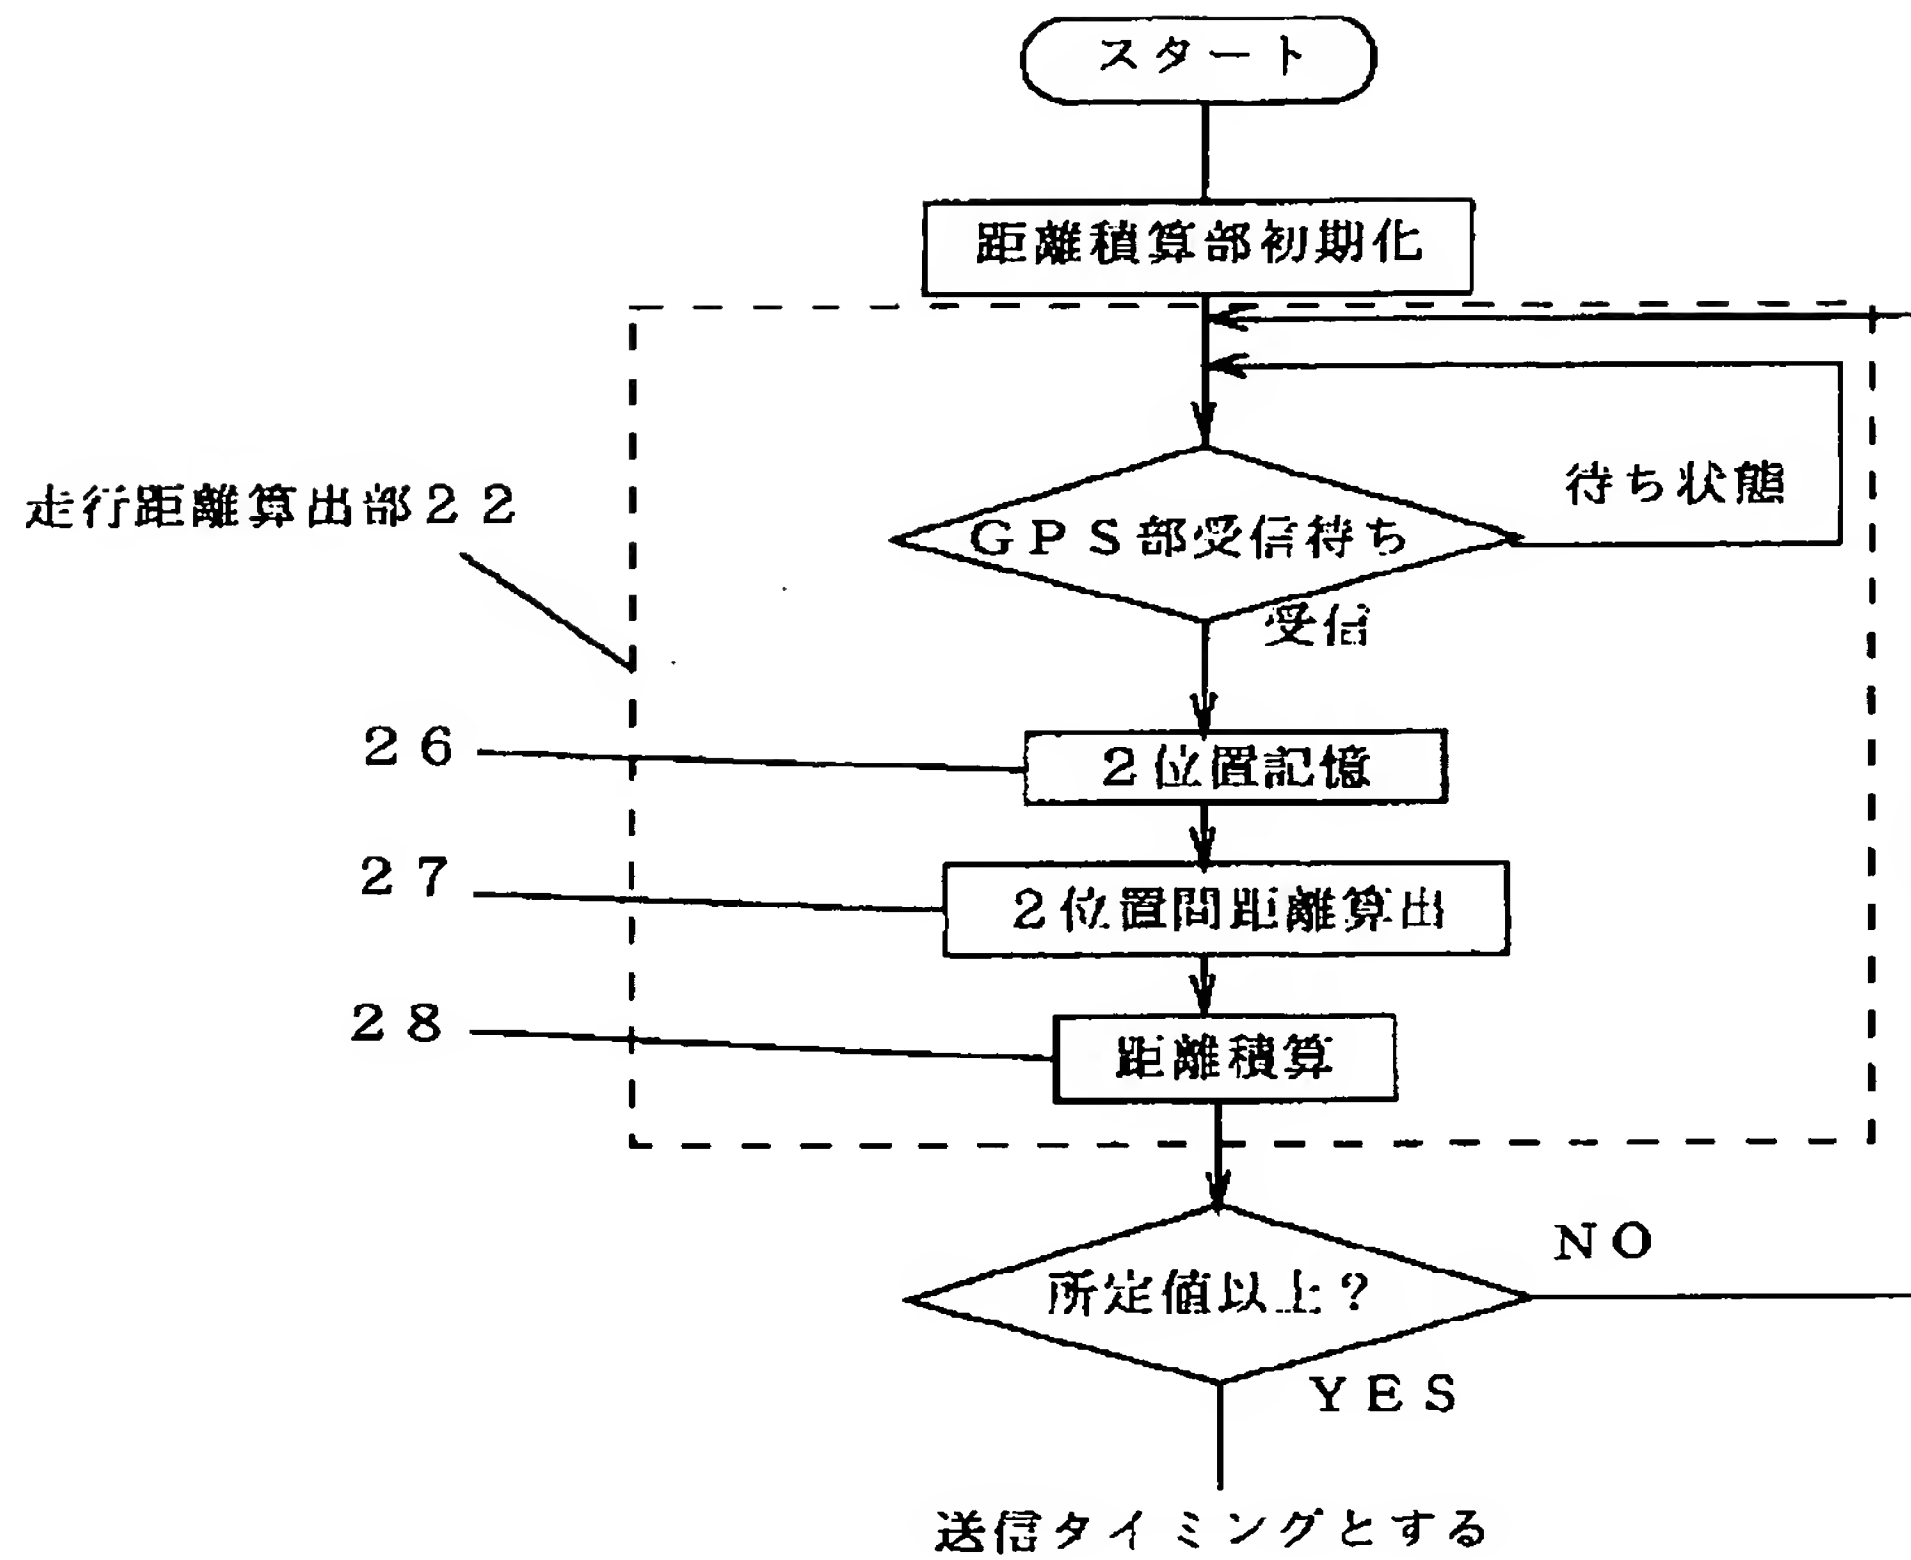 スタート
距離積算部初期化
待ち状態
走行距離算出部22
GPS部受信待ち
受信
26
2位置記憶
27
2位置間距離算出
28
距離積算
NO
所定値以上?
YES
送信タイミングとする